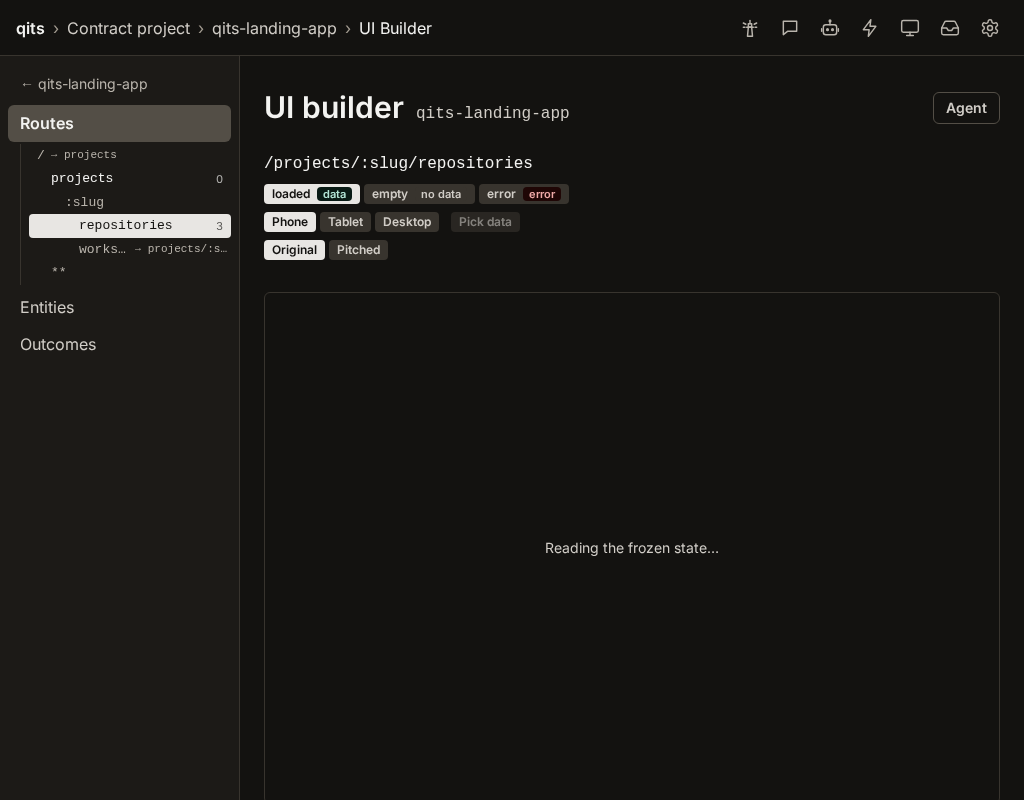 qits › Contract project › qits-landing-app › UI Builder
← qits-landing-app
Routes
/ → projects
projects 0
:slug
repositories 3
works… → projects/:s…
**
Entities
Outcomes
UI builder qits-landing-app
Agent
/projects/:slug/repositories
loaded data empty no data error error
Phone Tablet Desktop Pick data
Original Pitched
Reading the frozen state…